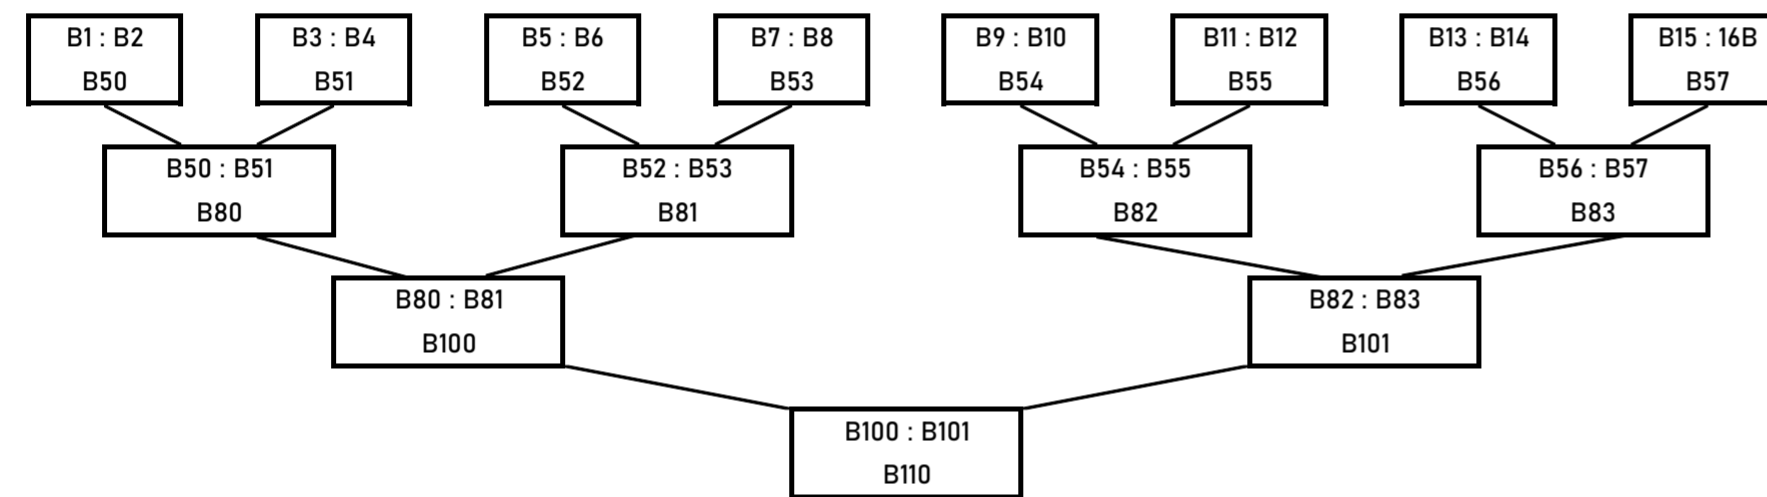 B1 : B2
B50
B3 : B4
B51
B5 : B6
B52
B7 : B8
B53
B9 : B10
B54
B11 : B12
B55
B13 : B14
B56
B15 : 16B
B57
B50 : B51
B80
B52 : B53
B81
B54 : B55
B82
B56 : B57
B83
B80 : B81
B100
B82 : B83
B101
B100 : B101
B110